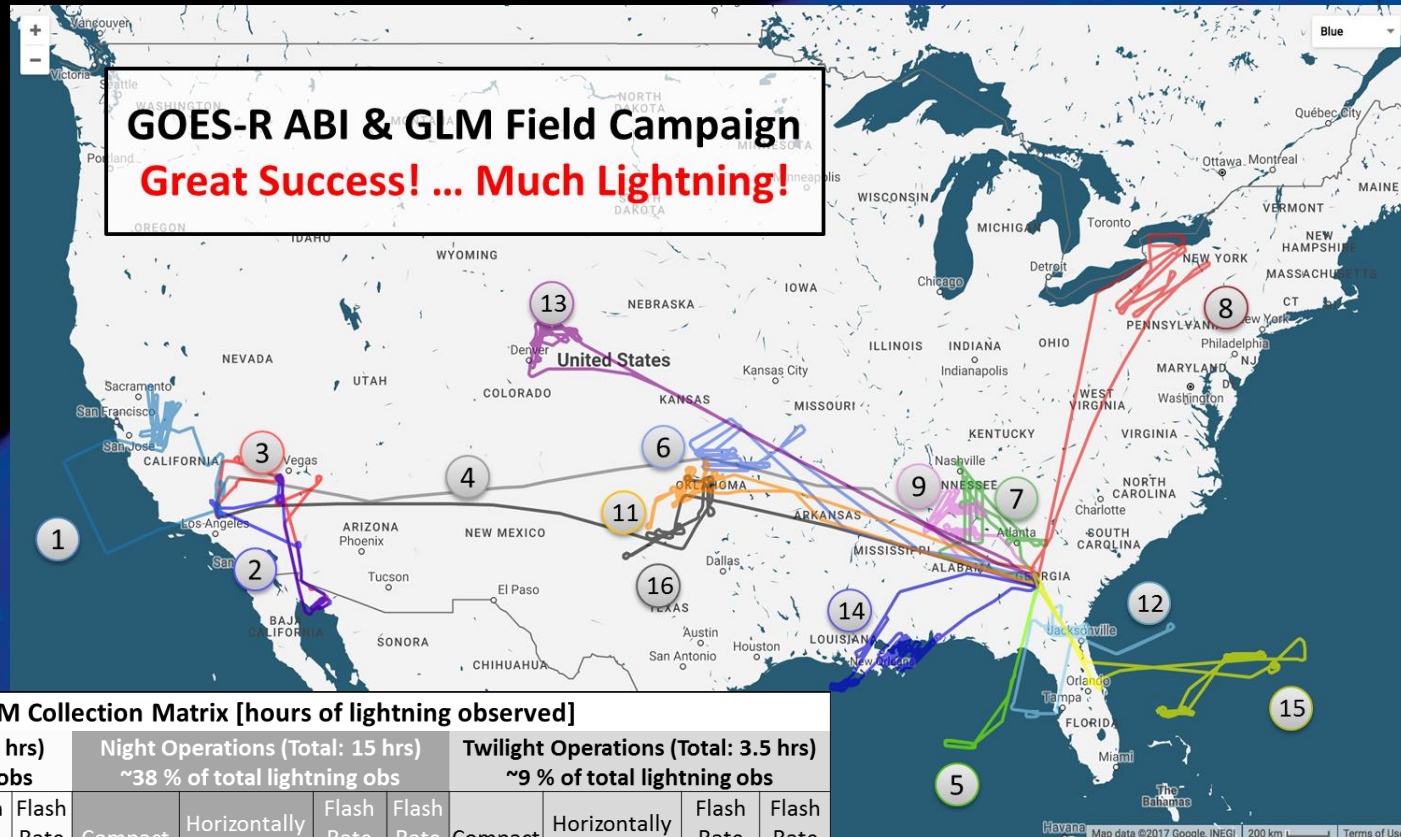 +
−
Blue
Vancouver
Victoria
Seattle
WASHINGTON
NORTH
DAKOTA
GOES-R ABI & GLM Field Campaign
Great Success! ... Much Lightning!
MINNESOTA
Minneapolis
SOUTH
DAKOTA
Portland
OREGON
IDAHO
WYOMING
WISCONSIN
MICHIGAN
Toronto
Ottawa
Montreal
Québec City
MAINE
VERMONT
NEW
HAMPSHIRE
NEW YORK
MASSACHUSETTS
CT
Detroit
Chicago
IOWA
NEBRASKA
13
8
New York
PENNSYLVANIA
Philadelphia
NJ
MARYLAND
Washington
OHIO
INDIANA
Indianapolis
ILLINOIS
Denver
United States
Kansas City
NEVADA
UTAH
COLORADO
KANSAS
MISSOURI
WEST
VIRGINIA
VIRGINIA
KENTUCKY
Sacramento
San Francisco
San Jose
CALIFORNIA
3
Vegas
4
6
OKLAHOMA
Nashville
TENNESSEE
9
7
NORTH
CAROLINA
Charlotte
1
Los Angeles
2
ARIZONA
Phoenix
NEW MEXICO
11
ARKANSAS
MISSISSIPPI
Atlanta
SOUTH
CAROLINA
ALABAMA
GEORGIA
Tucson
El Paso
Dallas
16
TEXAS
14
12
BAJA
CALIFORNIA
SONORA
CHIHUAHUA
Austin
San Antonio
Houston
LOUISIANA
New Orleans
Jacksonville
Orlando
Tampa
FLORIDA
15
Miami
5
The
Bahamas
Havana
Map data ©2017 Google, INEGI
200 km
Terms of Use
M Collection Matrix [hours of lightning observed]
hrs) Night Operations (Total: 15 hrs) Twilight Operations (Total: 3.5 hrs)
obs ~38 % of total lightning obs ~9 % of total lightning obs
Flash Flash Flash Flash Flash
Rate Compact Horizontally Rate Rate Compact Horizontally Rate Rate